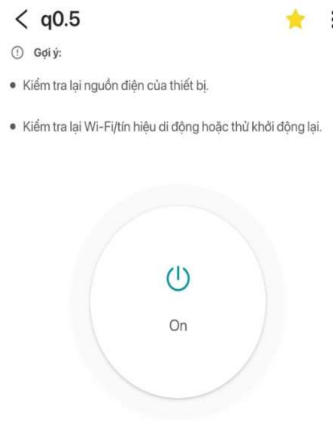 q0.5
Gợi ý:
Kiểm tra lại nguồn điện của thiết bị.
Kiểm tra lại Wi-Fi/tín hiệu di động hoặc thử khởi động lại.
On